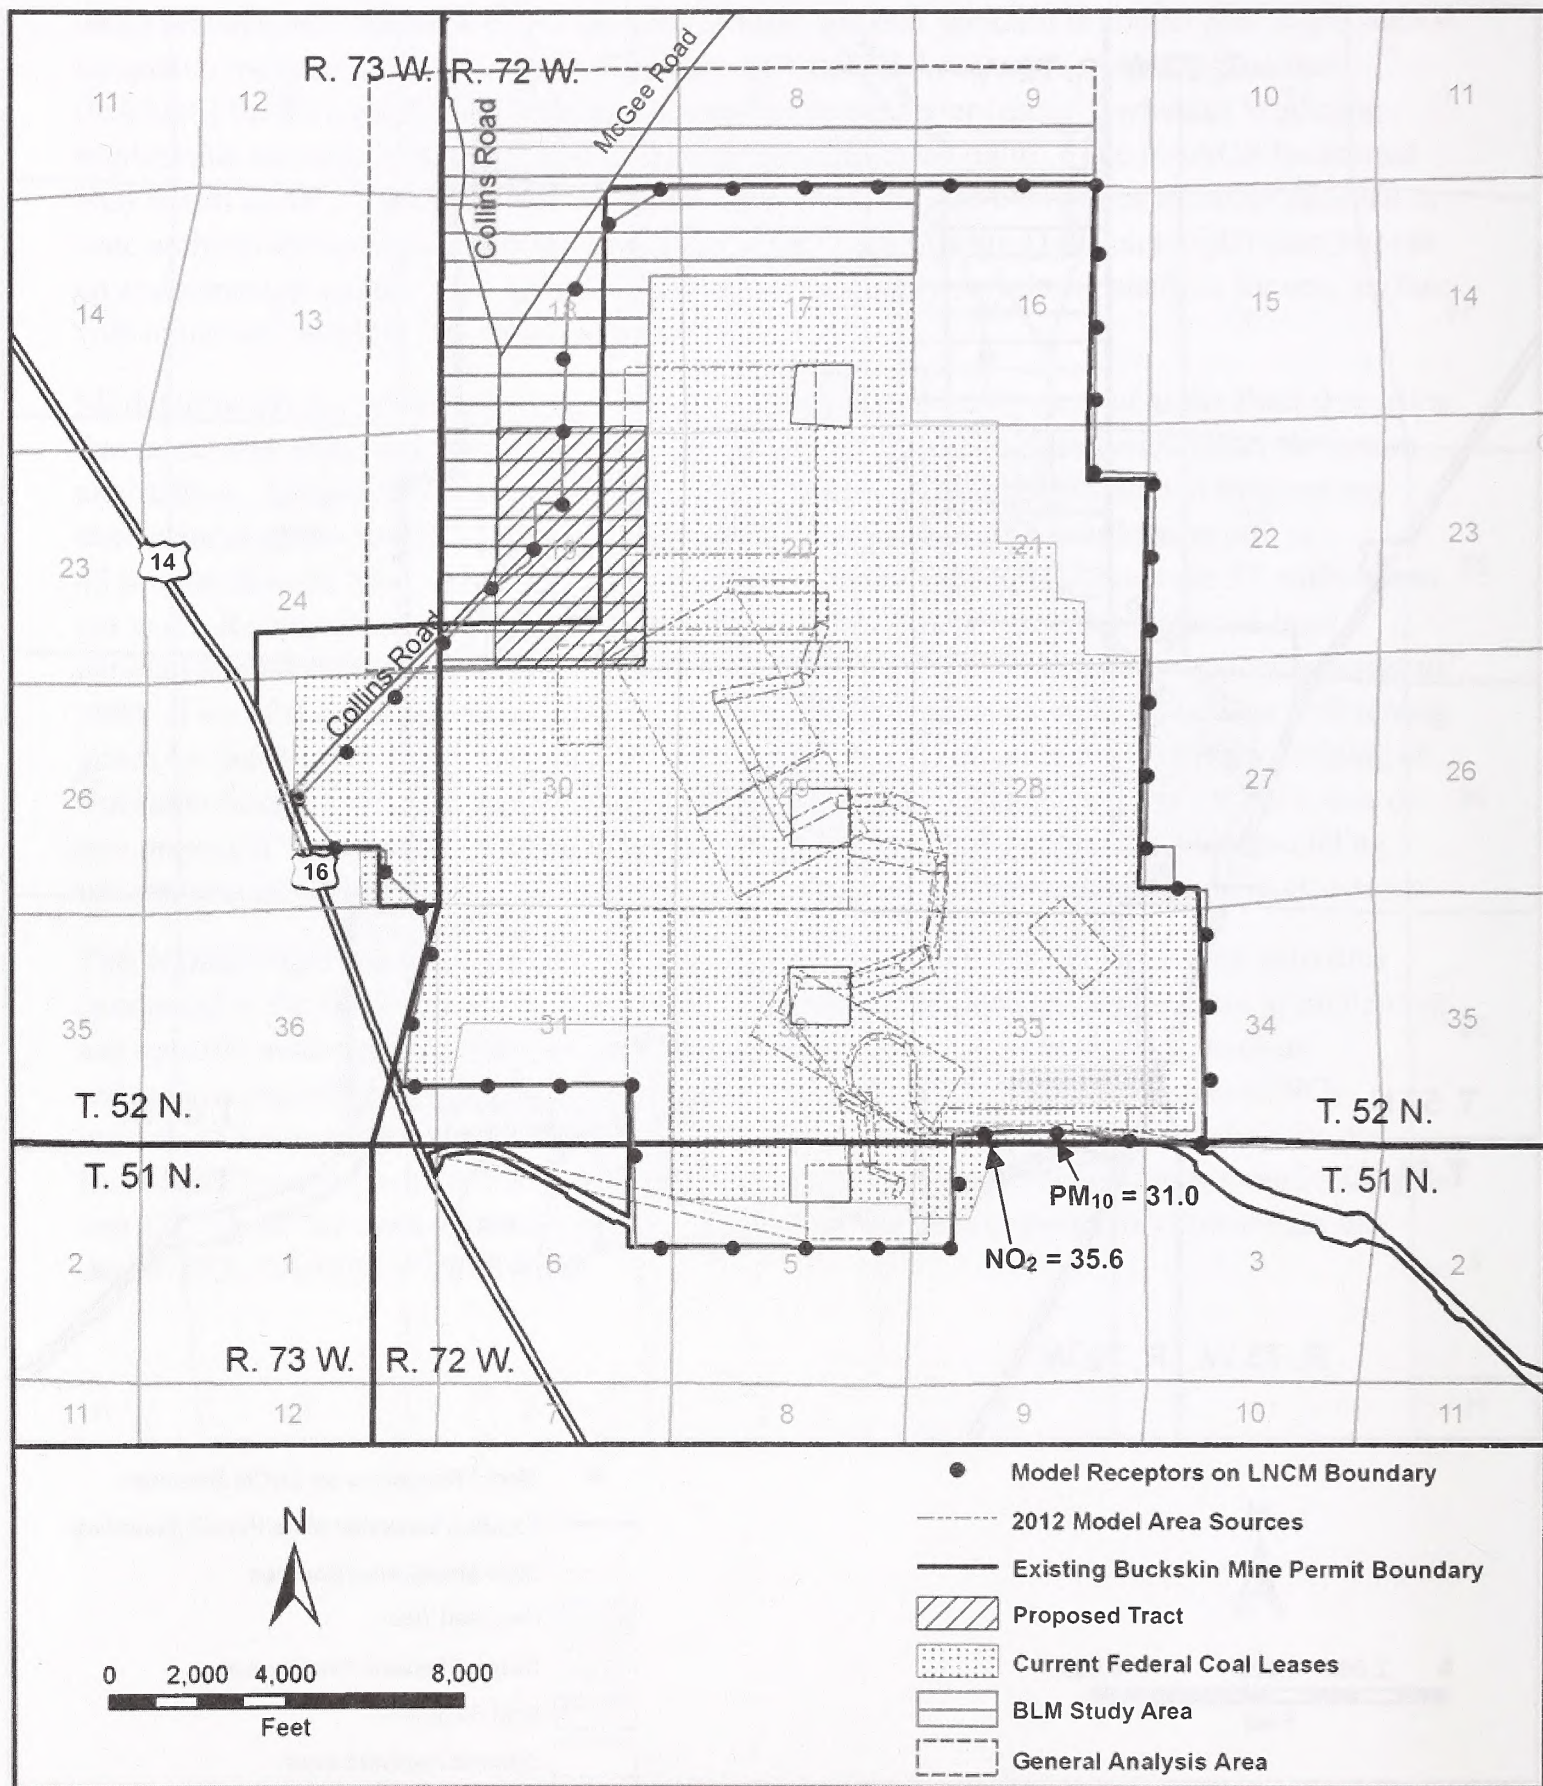 R. 73 W. R. 72 W.
11 12 8 9 10 11
Collins Road
McGee Road
14 13 18 17 16 15 14
14
23 24 19 20 21 22 23
Collins Road
26 30 29 28 27 26
16
35 36 31 32 33 34 35
T. 52 N. T. 52 N.
T. 51 N. T. 51 N.
PM₁₀ = 31.0
NO₂ = 35.6
2 1 6 5 3 2
R. 73 W. R. 72 W.
11 12 7 8 9 10 11
N
0 2,000 4,000 8,000
Feet
Model Receptors on LNCM Boundary
2012 Model Area Sources
Existing Buckskin Mine Permit Boundary
Proposed Tract
Current Federal Coal Leases
BLM Study Area
General Analysis Area